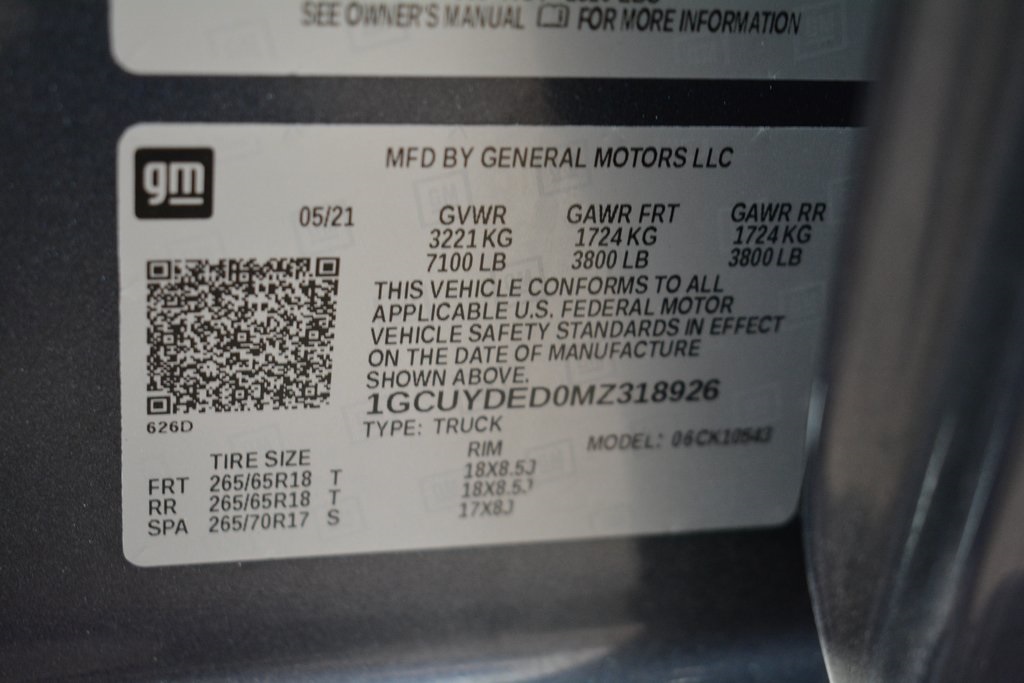 SEE OWNER'S MANUAL FOR MORE INFORMATION
gm
MFD BY GENERAL MOTORS LLC
05/21 GVWR GAWR FRT GAWR RR
3221 KG 1724 KG 1724 KG
7100 LB 3800 LB 3800 LB
THIS VEHICLE CONFORMS TO ALL
APPLICABLE U.S. FEDERAL MOTOR
VEHICLE SAFETY STANDARDS IN EFFECT
ON THE DATE OF MANUFACTURE
SHOWN ABOVE.
1GCUYDED0MZ318926
626D
TYPE: TRUCK MODEL: 06CK10543
TIRE SIZE RIM
FRT 265/65R18 T 18X8.5J
RR 265/65R18 T 18X8.5J
SPA 265/70R17 S 17X8J